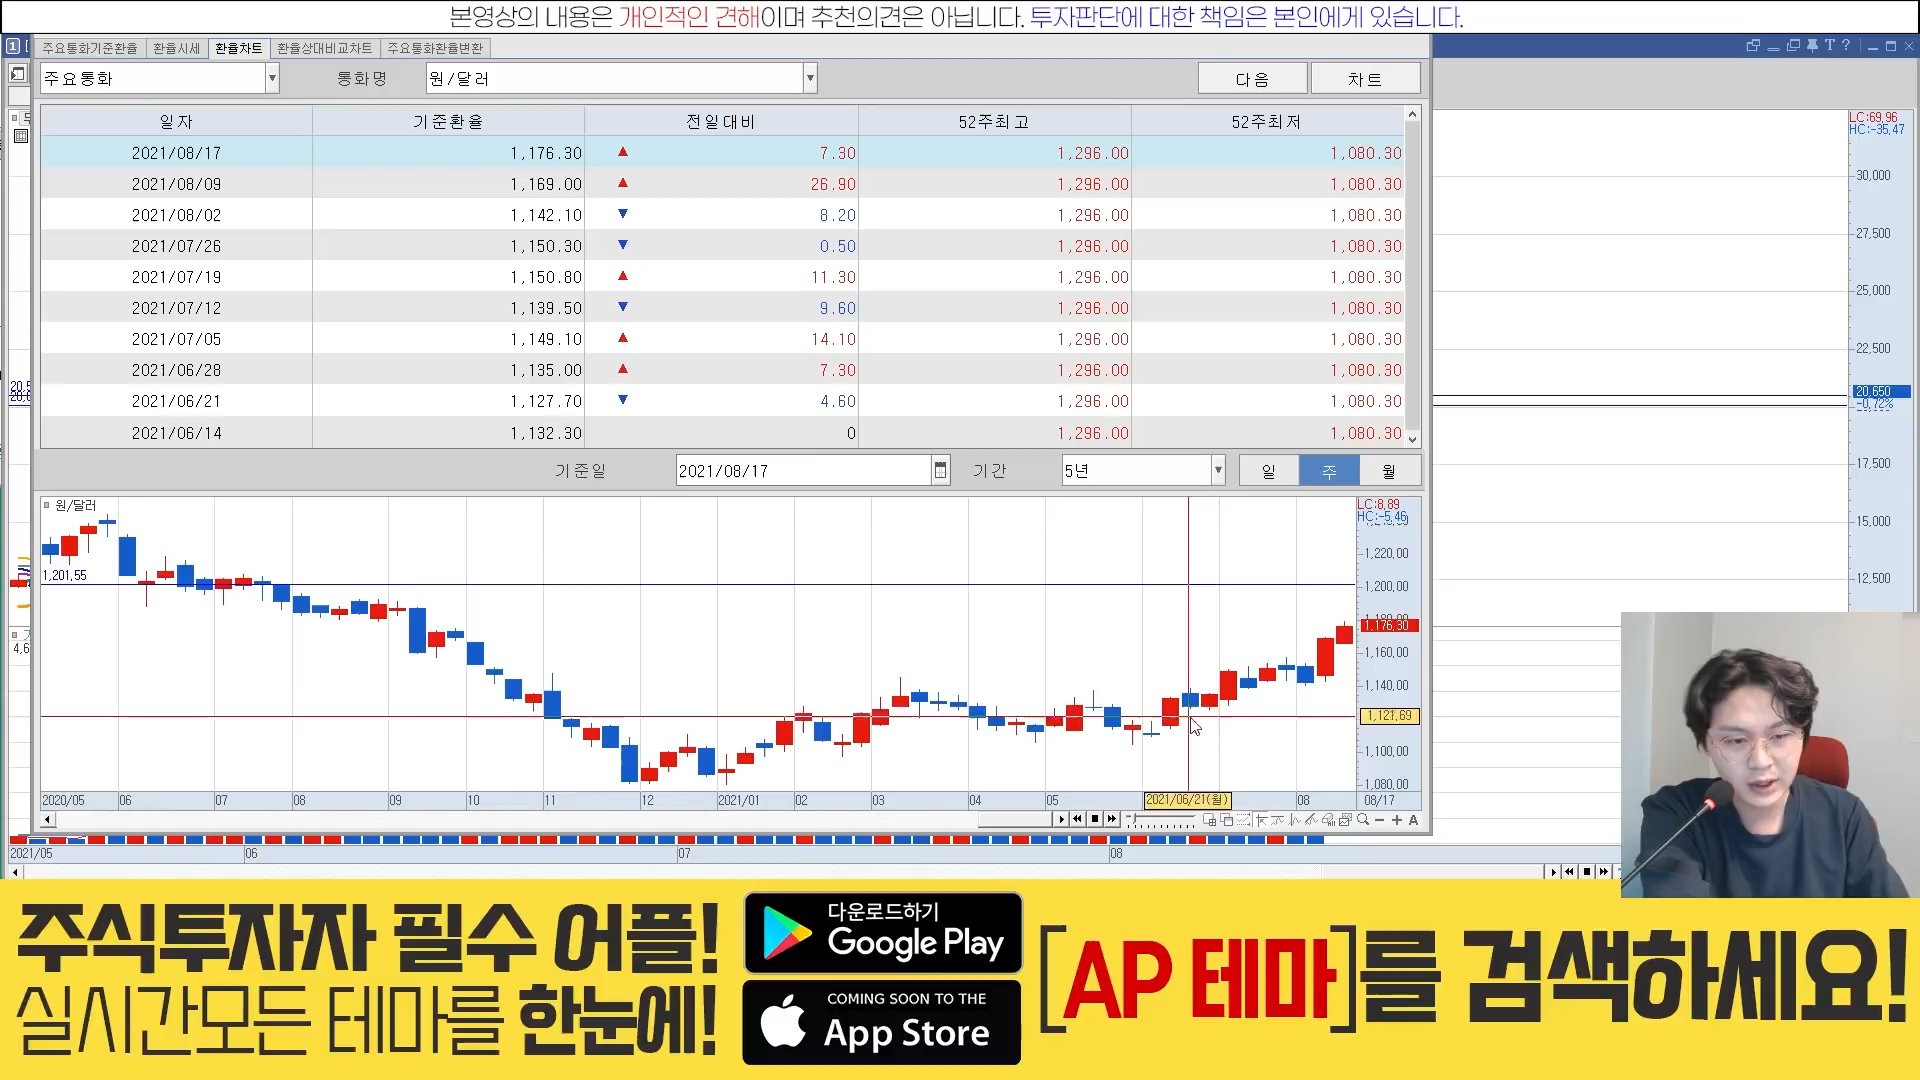 본영상의 내용은 개인적인 견해이며 추천의견은 아닙니다. 투자판단에 대한 책임은 본인에게 있습니다.
1 주요통화기준환율 환율시세 환율차트 환율상대비교차트 주요통화환율변환
주요통화 통화명 원/달러 다음 차트
일자 기준환율 전일대비 52주최고 52주최저
2021/08/17 1,176.30 ▲ 7.30 1,296.00 1,080.30
2021/08/09 1,169.00 ▲ 26.90 1,296.00 1,080.30
2021/08/02 1,142.10 ▼ 8.20 1,296.00 1,080.30
2021/07/26 1,150.30 ▼ 0.50 1,296.00 1,080.30
2021/07/19 1,150.80 ▲ 11.30 1,296.00 1,080.30
2021/07/12 1,139.50 ▼ 9.60 1,296.00 1,080.30
2021/07/05 1,149.10 ▲ 14.10 1,296.00 1,080.30
2021/06/28 1,135.00 ▲ 7.30 1,296.00 1,080.30
2021/06/21 1,127.70 ▼ 4.60 1,296.00 1,080.30
2021/06/14 1,132.30 0 1,296.00 1,080.30
기준일 2021/08/17 기간 5년 일 주 월
원/달러
LC:8.89
HC:-5.46
1,220.00
1,201.55
1,200.00
1,176.30
1,160.00
1,140.00
1,121.69
1,100.00
1,080.00
2020/05 06 07 08 09 10 11 12 2021/01 02 03 04 05 2021/06/21(월) 08 08/17
A
LC:69.96
HC:-35.47
30,000
27,500
25,000
22,500
20,650
-0.72%
17,500
15,000
12,500
2021/05 06 07 08
주식투자자 필수 어플!
실시간모든 테마를 한눈에!
다운로드하기
Google Play
COMING SOON TO THE
App Store
[AP 테마]를 검색하세요!